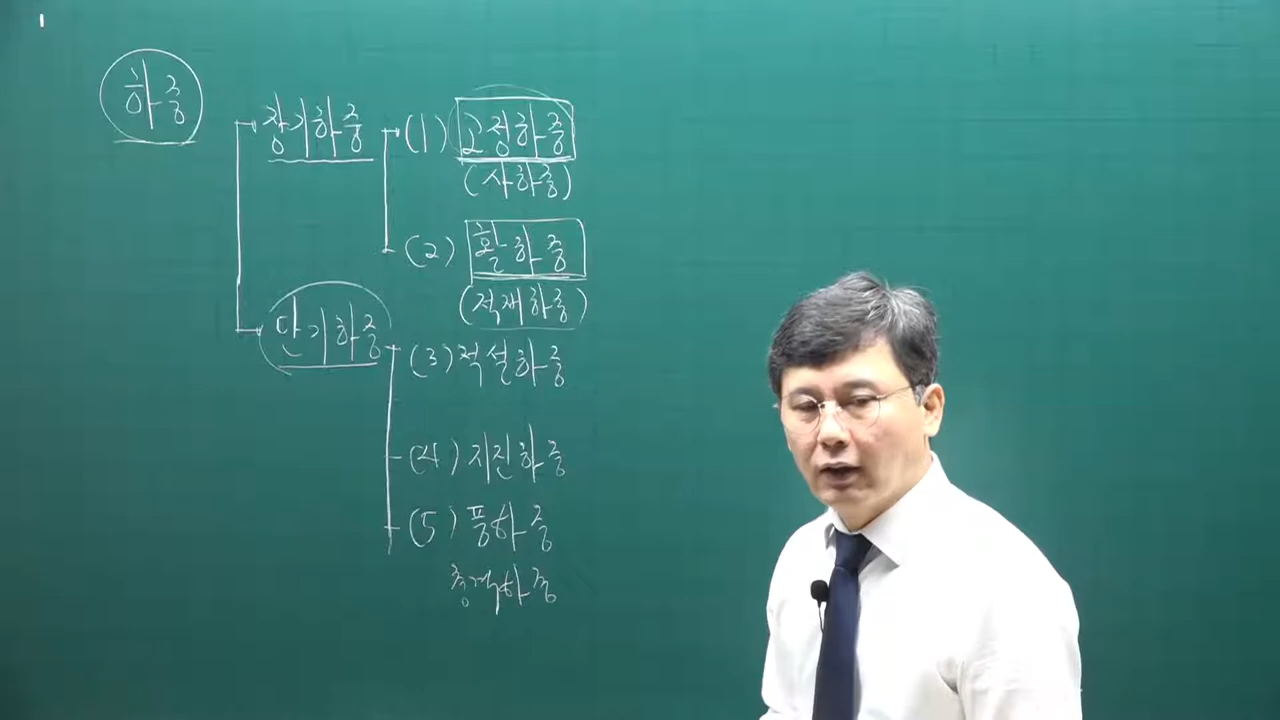 하중
장기하중
(1) 고정하중
(사하중)
(2) 활하중
(적재하중)
단기하중
(3) 적설하중
(4) 지진하중
(5) 풍하중
충격하중